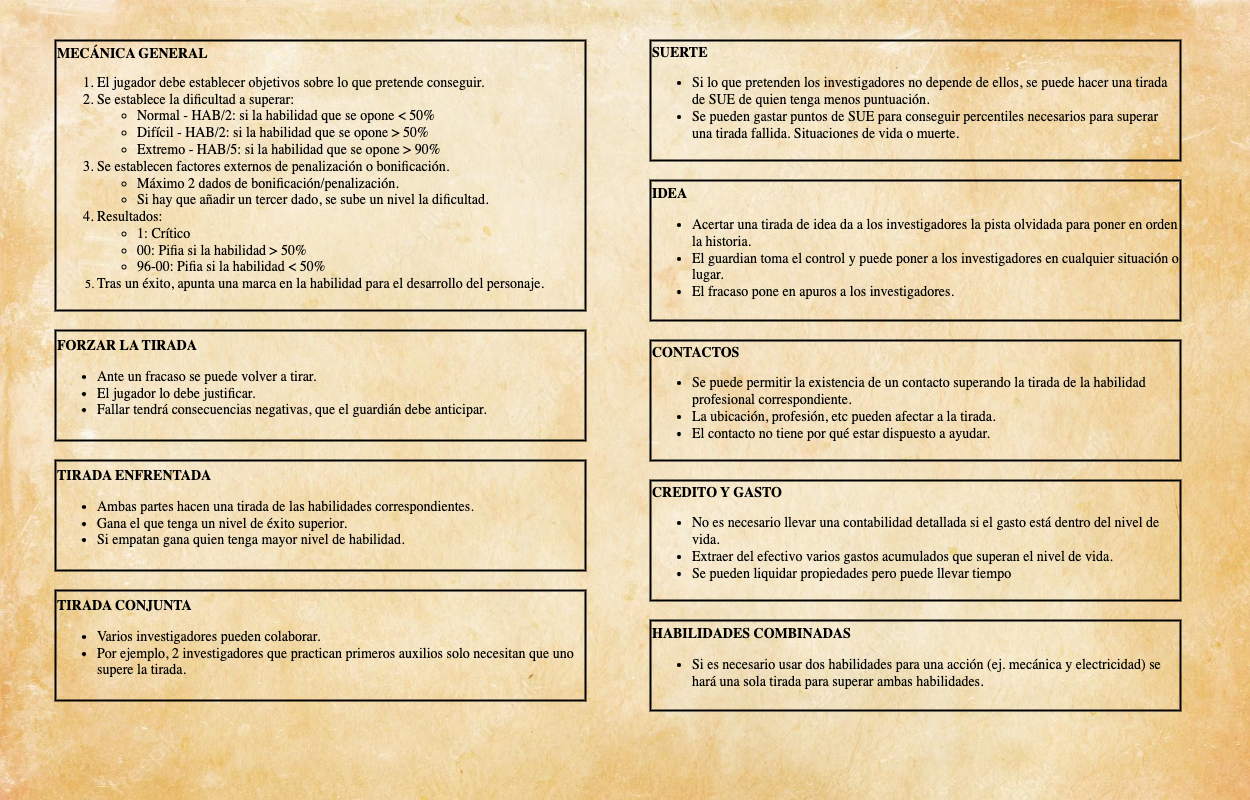 MECÁNICA GENERAL
1. El jugador debe establecer objetivos sobre lo que pretende conseguir.
2. Se establece la dificultad a superar:
Normal - HAB/2: si la habilidad que se opone < 50%
Difícil - HAB/2: si la habilidad que se opone > 50%
Extremo - HAB/5: si la habilidad que se opone > 90%
3. Se establecen factores externos de penalización o bonificación.
Máximo 2 dados de bonificación/penalización.
Si hay que añadir un tercer dado, se sube un nivel la dificultad.
4. Resultados:
1: Crítico
00: Pifia si la habilidad > 50%
96-00: Pifia si la habilidad < 50%
5. Tras un éxito, apunta una marca en la habilidad para el desarrollo del personaje.
FORZAR LA TIRADA
Ante un fracaso se puede volver a tirar.
El jugador lo debe justificar.
Fallar tendrá consecuencias negativas, que el guardián debe anticipar.
TIRADA ENFRENTADA
Ambas partes hacen una tirada de las habilidades correspondientes.
Gana el que tenga un nivel de éxito superior.
Si empatan gana quien tenga mayor nivel de habilidad.
TIRADA CONJUNTA
Varios investigadores pueden colaborar.
Por ejemplo, 2 investigadores que practican primeros auxilios solo necesitan que uno
supere la tirada.
SUERTE
Si lo que pretenden los investigadores no depende de ellos, se puede hacer una tirada
de SUE de quien tenga menos puntuación.
Se pueden gastar puntos de SUE para conseguir percentiles necesarios para superar
una tirada fallida. Situaciones de vida o muerte.
IDEA
Acertar una tirada de idea da a los investigadores la pista olvidada para poner en orden
la historia.
El guardian toma el control y puede poner a los investigadores en cualquier situación o
lugar.
El fracaso pone en apuros a los investigadores.
CONTACTOS
Se puede permitir la existencia de un contacto superando la tirada de la habilidad
profesional correspondiente.
La ubicación, profesión, etc pueden afectar a la tirada.
El contacto no tiene por qué estar dispuesto a ayudar.
CREDITO Y GASTO
No es necesario llevar una contabilidad detallada si el gasto está dentro del nivel de
vida.
Extraer del efectivo varios gastos acumulados que superan el nivel de vida.
Se pueden liquidar propiedades pero puede llevar tiempo
HABILIDADES COMBINADAS
Si es necesario usar dos habilidades para una acción (ej. mecánica y electricidad) se
hará una sola tirada para superar ambas habilidades.